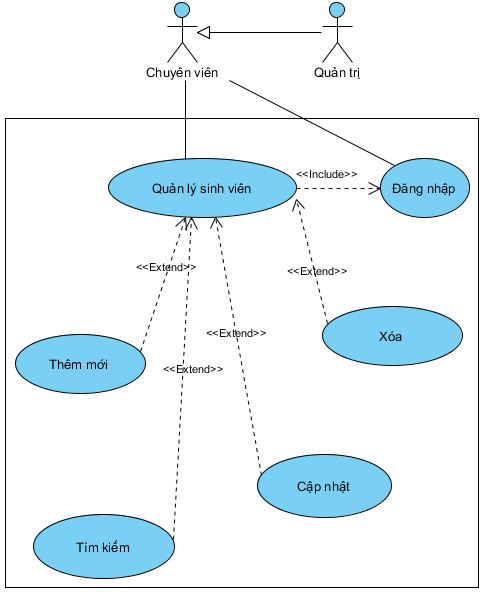 Chuyên viên
Quản trị
<<Include>>
Quản lý sinh viên
Đăng nhập
<<Extend>>
<<Extend>>
<<Extend>>
Xóa
Thêm mới
<<Extend>>
Cập nhật
Tìm kiếm